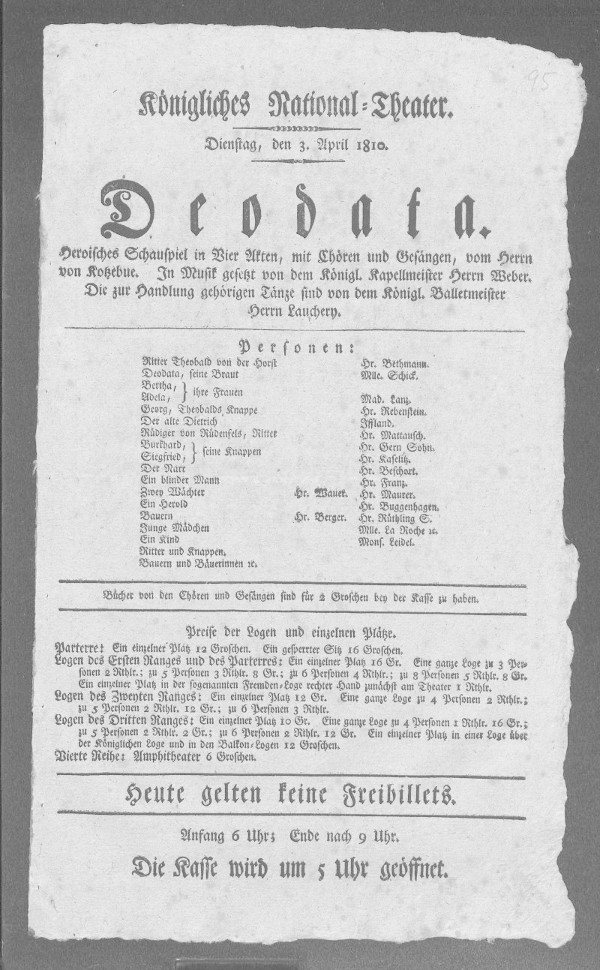 95
Königliches National-Theater.
Dienstag, den 3. April 1810.
Deodata.
Heroisches Schauspiel in Vier Akten, mit Chören und Gesängen, vom Herrn
von Kotzebue. In Musik gesetzt von dem Königl. Kapellmeister Herrn Weber.
Die zur Handlung gehörigen Tänze sind von dem Königl. Balletmeister
Herrn Lauchery.
Personen:
Ritter Theobald von der Horst Hr. Bethmann.
Deodata, seine Braut Mlle. Schick.
Bertha, } ihre Frauen
Adela, Mad. Lanz.
Georg, Theobalds Knappe Hr. Rebenstein.
Der alte Dietrich Iffland.
Rüdiger von Rüdenfels, Ritter Hr. Mattausch.
Burkhard, } seine Knappen Hr. Gern Sohn.
Siegfried, Hr. Kaselitz.
Der Narr Hr. Beschort.
Ein blinder Mann Hr. Franz.
Zwey Wächter Hr. Wauer. Hr. Maurer.
Ein Herold Hr. Buggenhagen.
Bauern Hr. Berger. Hr. Rüthling S.
Junge Mädchen Mlle. La Roche ꝛc.
Ein Kind Mons. Leidel.
Ritter und Knappen.
Bauern und Bäuerinnen ꝛc.
Bücher von den Chören und Gesängen sind für 2 Groschen bey der Kasse zu haben.
Preise der Logen und einzelnen Plätze.
Parterre: Ein einzelner Platz 12 Groschen. Ein gesperrter Sitz 16 Groschen.
Logen des Ersten Ranges und des Parterres: Ein einzelner Platz 16 Gr. Eine ganze Loge zu 3 Per-
sonen 2 Rthlr.; zu 5 Personen 3 Rthlr. 8 Gr.; zu 6 Personen 4 Rthlr.; zu 8 Personen 5 Rthlr. 8 Gr.
Ein einzelner Platz in der sogenannten Fremden-Loge rechter Hand zunächst am Theater 1 Rthlr.
Logen des Zweyten Ranges: Ein einzelner Platz 12 Gr. Eine ganze Loge zu 4 Personen 2 Rthlr.;
zu 5 Personen 2 Rthlr. 12 Gr.; zu 6 Personen 3 Rthlr.
Logen des Dritten Ranges: Ein einzelner Platz 10 Gr. Eine ganze Loge zu 4 Personen 1 Rthlr. 16 Gr.;
zu 5 Personen 2 Rthlr. 2 Gr.; zu 6 Personen 2 Rthlr. 12 Gr. Ein einzelner Platz in einer Loge über
der Königlichen Loge und in den Balkon-Logen 12 Groschen.
Vierte Reihe: Amphitheater 6 Groschen.
Heute gelten keine Freibillets.
Anfang 6 Uhr; Ende nach 9 Uhr.
Die Kasse wird um 5 Uhr geöffnet.